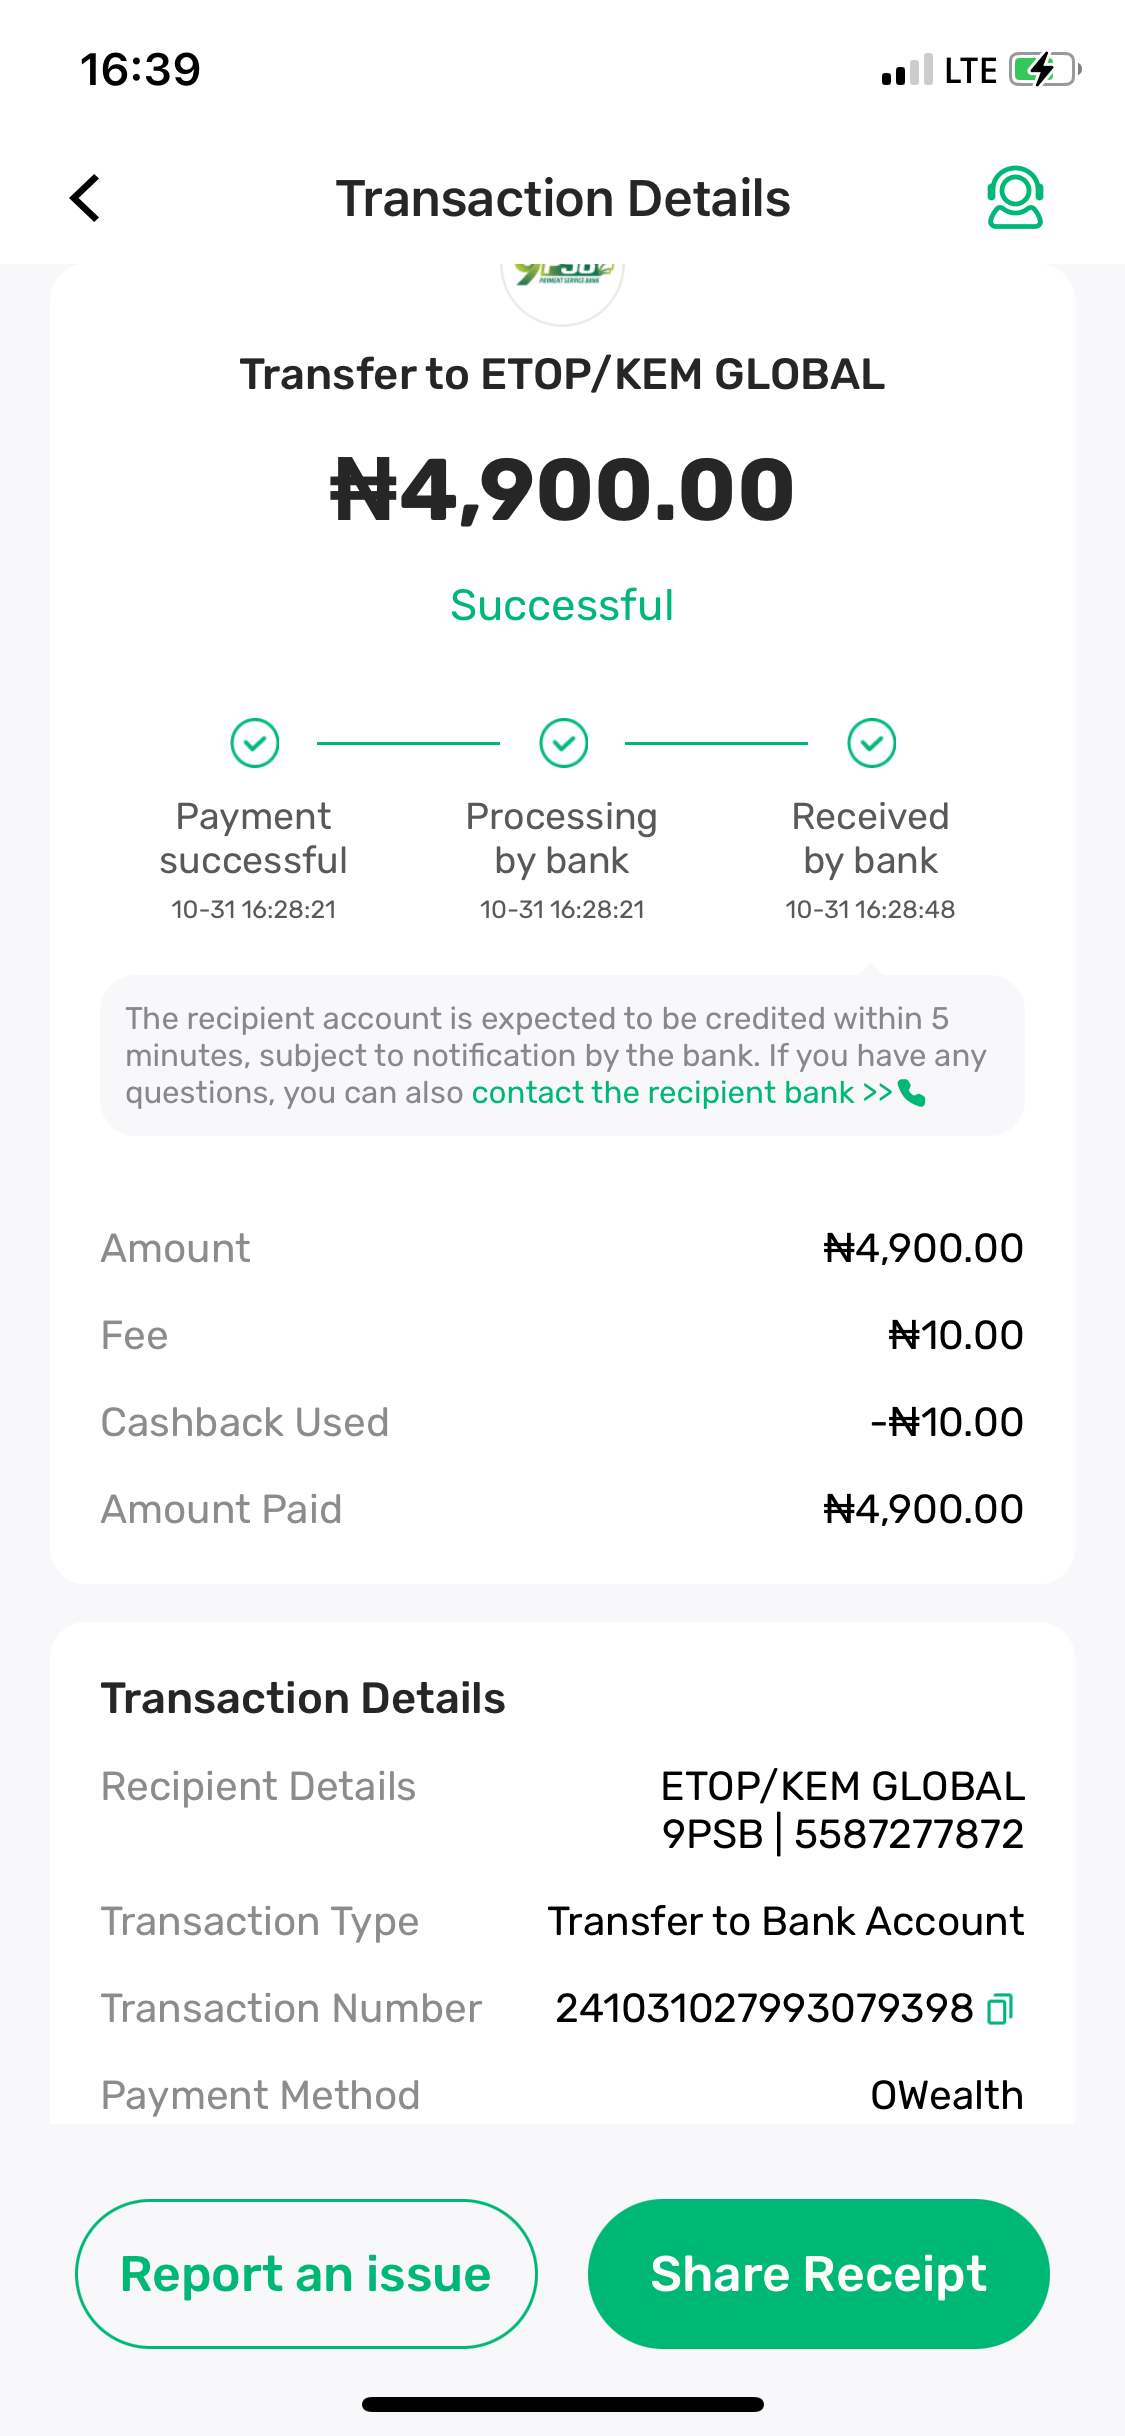 16:39
LTE
Transaction Details
9PSB
PAYMENT SERVICE BANK
Transfer to ETOP/KEM GLOBAL
₦4,900.00
Successful
Payment successful
10-31 16:28:21
Processing by bank
10-31 16:28:21
Received by bank
10-31 16:28:48
The recipient account is expected to be credited within 5
minutes, subject to notification by the bank. If you have any
questions, you can also contact the recipient bank >>
Amount ₦4,900.00
Fee ₦10.00
Cashback Used -₦10.00
Amount Paid ₦4,900.00
Transaction Details
Recipient Details ETOP/KEM GLOBAL
9PSB | 5587277872
Transaction Type Transfer to Bank Account
Transaction Number 241031027993079398
Payment Method OWealth
Report an issue
Share Receipt